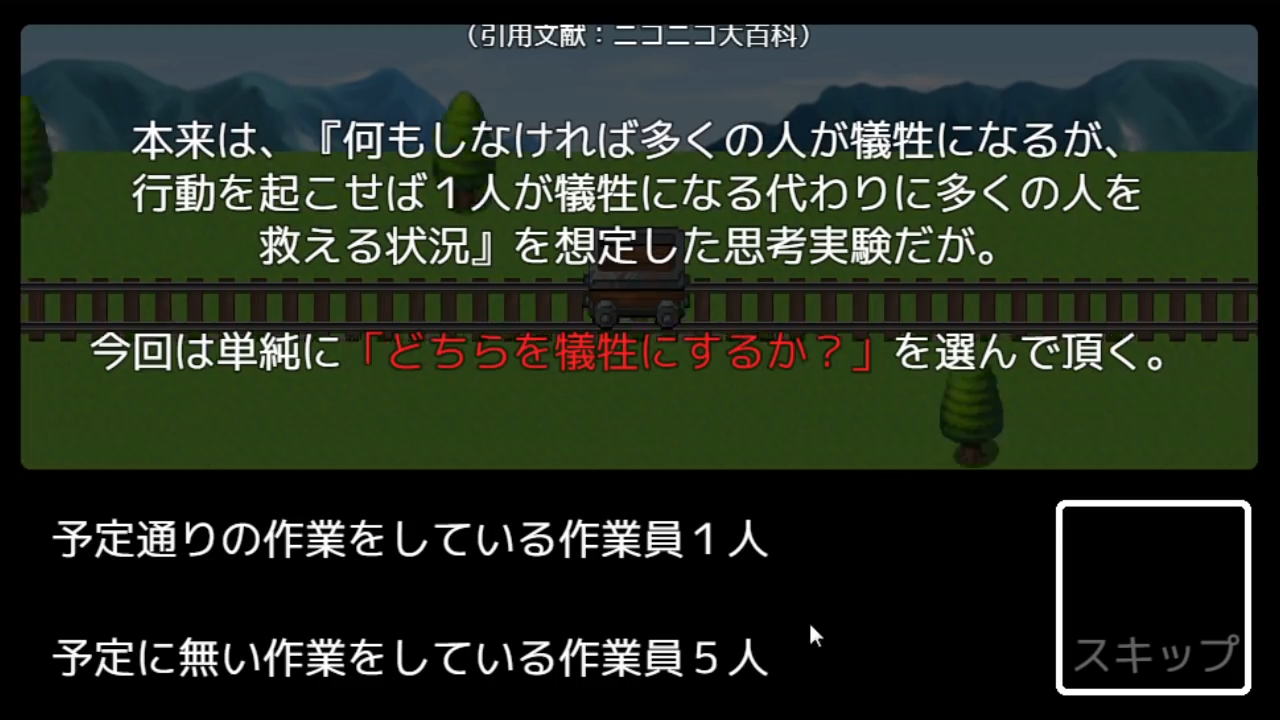 （引用文献：ニコニコ大百科）
本来は、『何もしなければ多くの人が犠牲になるが、
行動を起こせば１人が犠牲になる代わりに多くの人を
救える状況』を想定した思考実験だが。
今回は単純に「どちらを犠牲にするか？」を選んで頂く。
予定通りの作業をしている作業員１人
予定に無い作業をしている作業員５人
スキップ